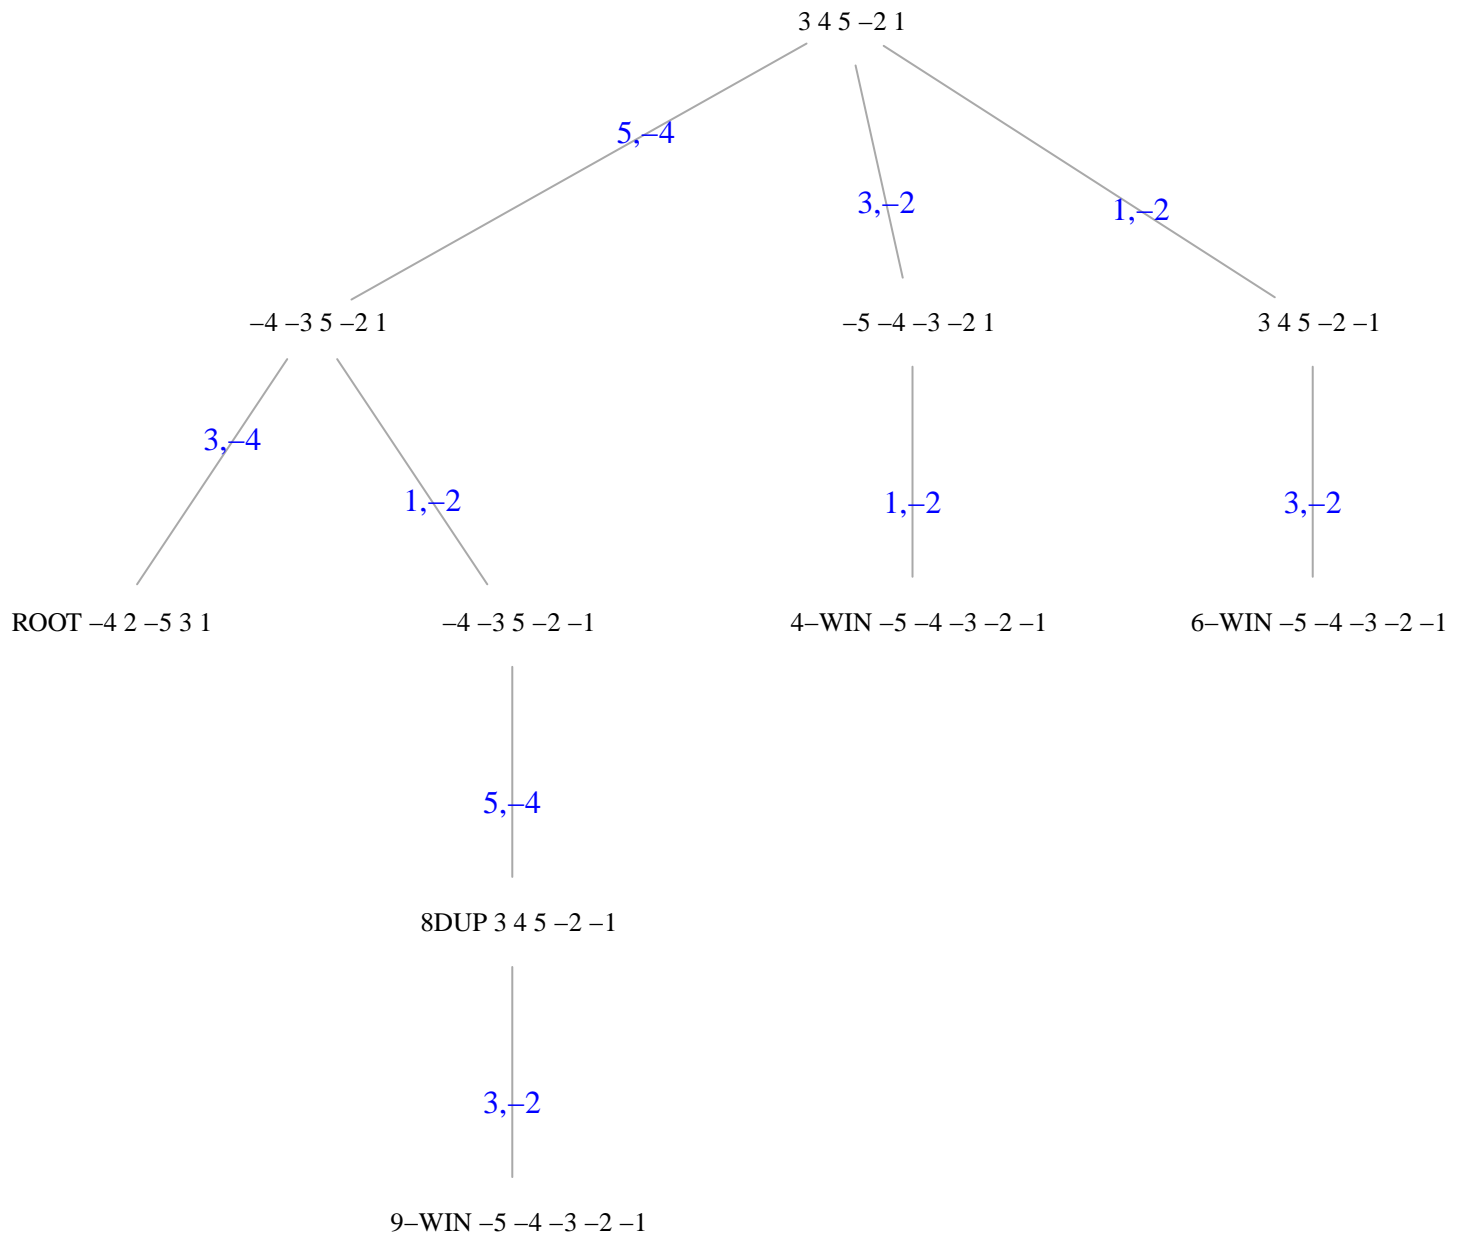 3 4 5 –2 1
5,–4
3,–2
1,–2
–4 –3 5 –2 1
–5 –4 –3 –2 1
3 4 5 –2 –1
3,–4
1,–2
1,–2
3,–2
ROOT –4 2 –5 3 1
–4 –3 5 –2 –1
4–WIN –5 –4 –3 –2 –1
6–WIN –5 –4 –3 –2 –1
5,–4
8DUP 3 4 5 –2 –1
3,–2
9–WIN –5 –4 –3 –2 –1